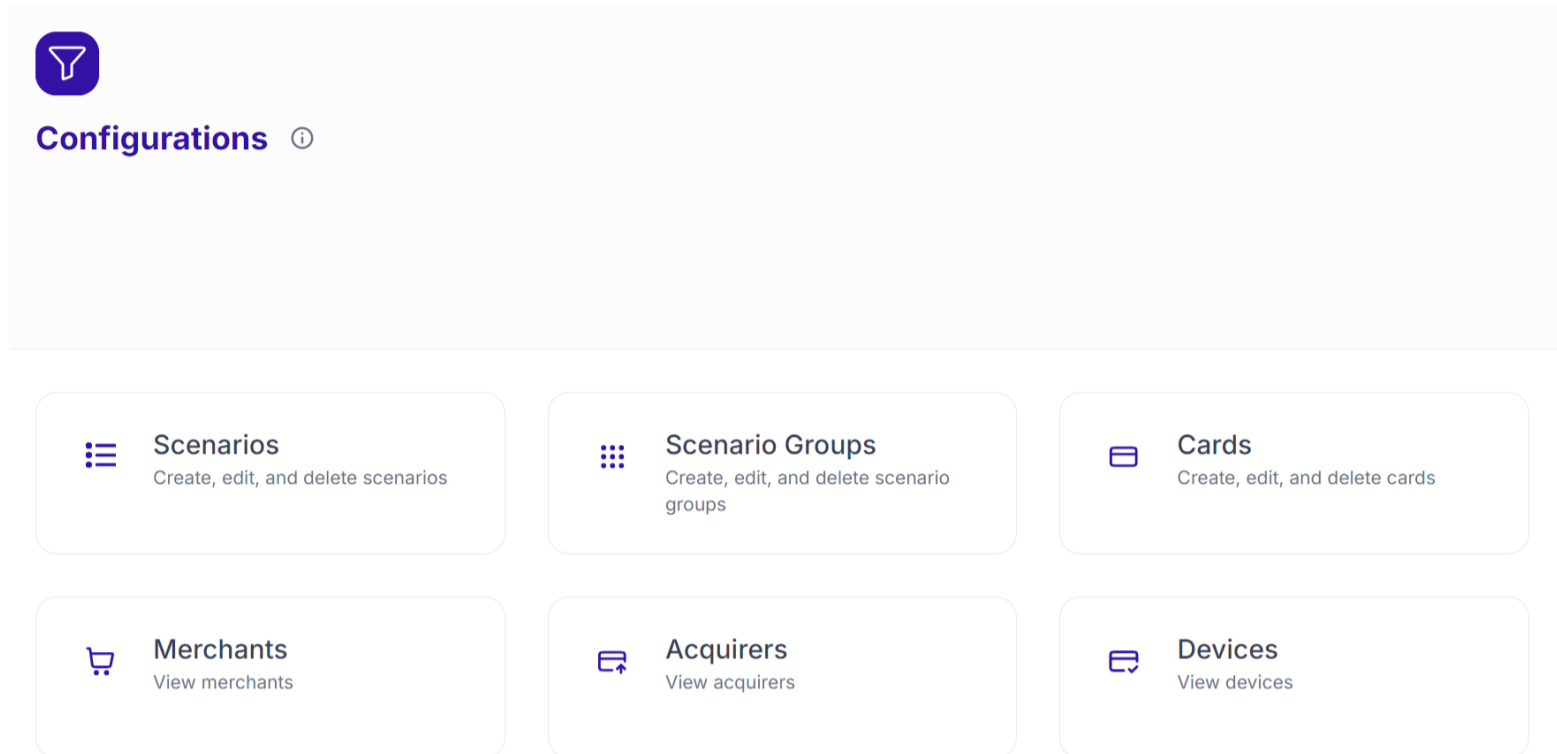 Configurations
Scenarios
Create, edit, and delete scenarios
Scenario Groups
Create, edit, and delete scenario
groups
Cards
Create, edit, and delete cards
Merchants
View merchants
Acquirers
View acquirers
Devices
View devices